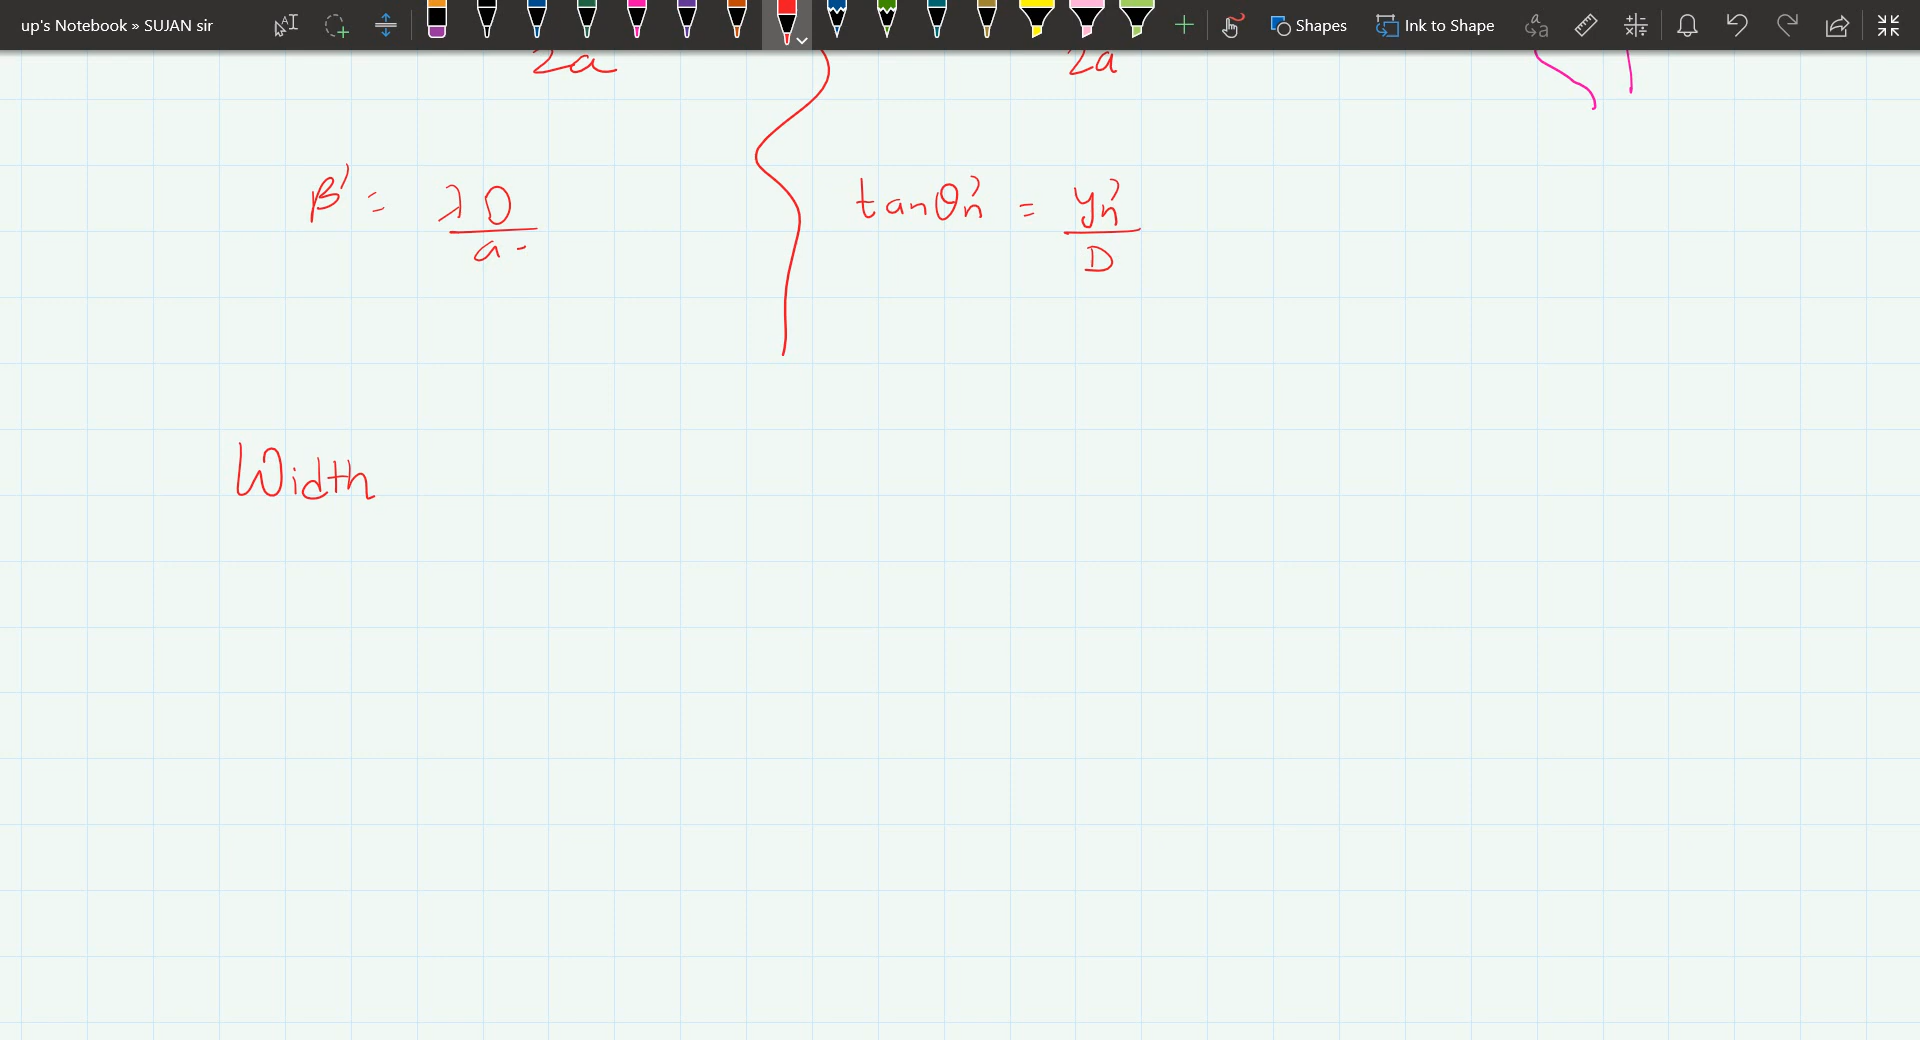 up's Notebook » SUJAN sir
Shapes
Ink to Shape
2a
2a
β' = λD / a
tanθn' = yn' / D
Width